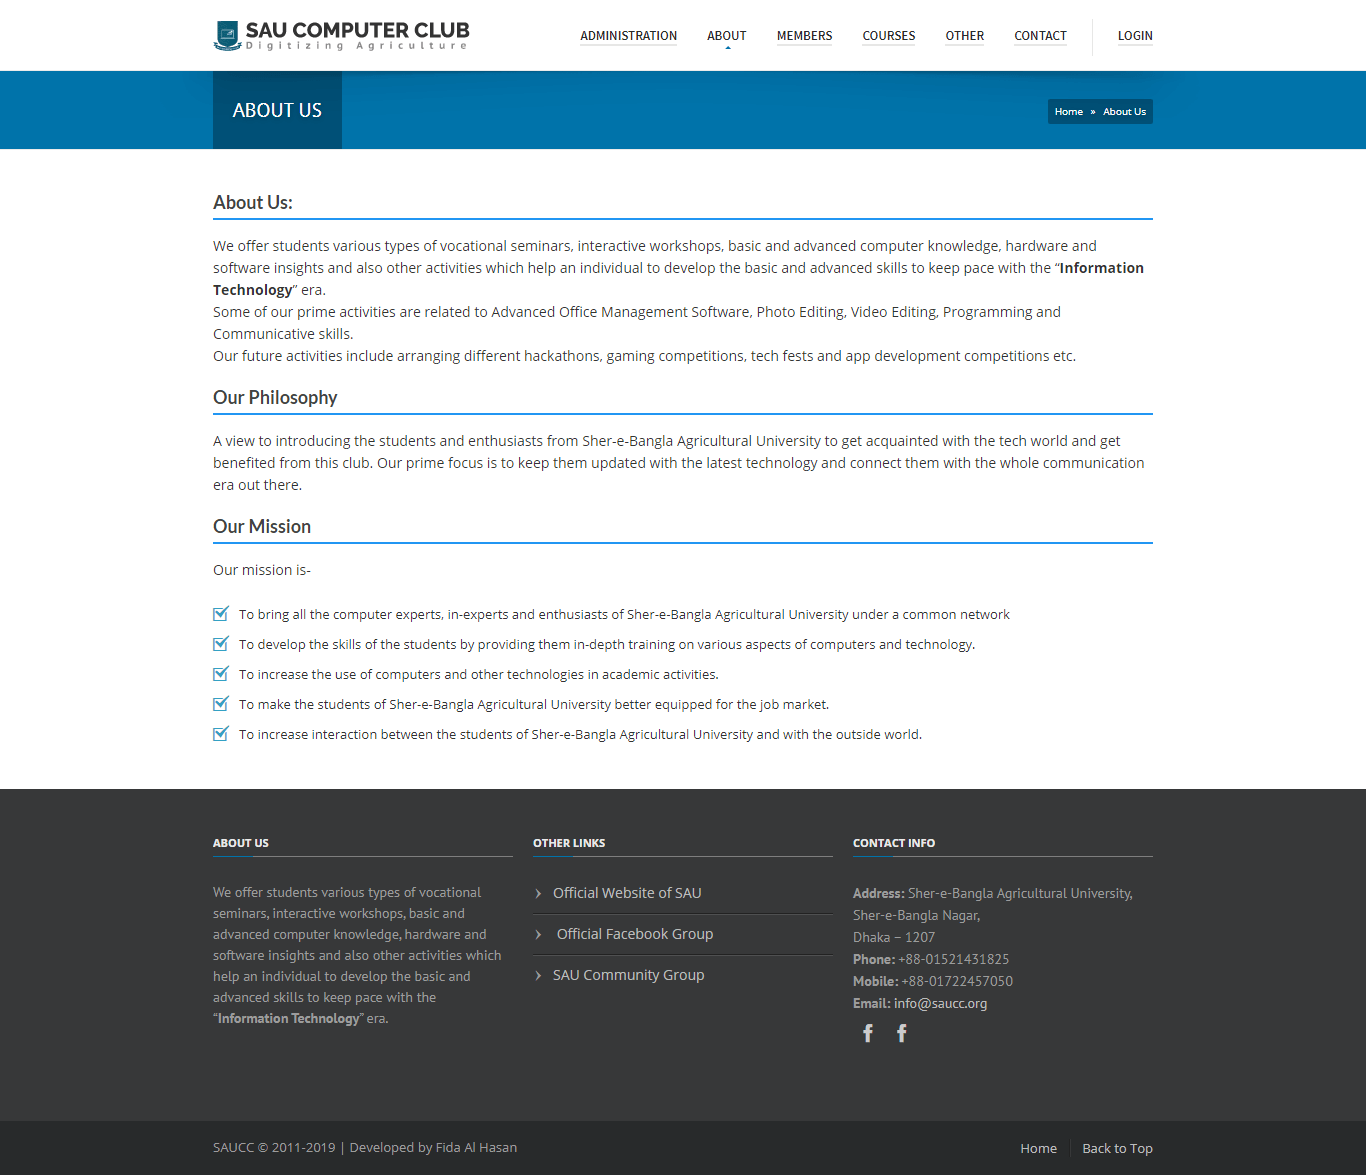 SAU COMPUTER CLUB
Digitizing Agriculture
ADMINISTRATION
ABOUT
MEMBERS
COURSES
OTHER
CONTACT
LOGIN
ABOUT US
Home » About Us
About Us:
We offer students various types of vocational seminars, interactive workshops, basic and advanced computer knowledge, hardware and
software insights and also other activities which help an individual to develop the basic and advanced skills to keep pace with the “Information
Technology” era.
Some of our prime activities are related to Advanced Office Management Software, Photo Editing, Video Editing, Programming and
Communicative skills.
Our future activities include arranging different hackathons, gaming competitions, tech fests and app development competitions etc.
Our Philosophy
A view to introducing the students and enthusiasts from Sher-e-Bangla Agricultural University to get acquainted with the tech world and get
benefited from this club. Our prime focus is to keep them updated with the latest technology and connect them with the whole communication
era out there.
Our Mission
Our mission is-
To bring all the computer experts, in-experts and enthusiasts of Sher-e-Bangla Agricultural University under a common network
To develop the skills of the students by providing them in-depth training on various aspects of computers and technology.
To increase the use of computers and other technologies in academic activities.
To make the students of Sher-e-Bangla Agricultural University better equipped for the job market.
To increase interaction between the students of Sher-e-Bangla Agricultural University and with the outside world.
ABOUT US
We offer students various types of vocational
seminars, interactive workshops, basic and
advanced computer knowledge, hardware and
software insights and also other activities which
help an individual to develop the basic and
advanced skills to keep pace with the
“Information Technology” era.
OTHER LINKS
Official Website of SAU
Official Facebook Group
SAU Community Group
CONTACT INFO
Address: Sher-e-Bangla Agricultural University,
Sher-e-Bangla Nagar,
Dhaka – 1207
Phone: +88-01521431825
Mobile: +88-01722457050
Email: info@saucc.org
SAUCC © 2011-2019 | Developed by Fida Al Hasan
Home
Back to Top